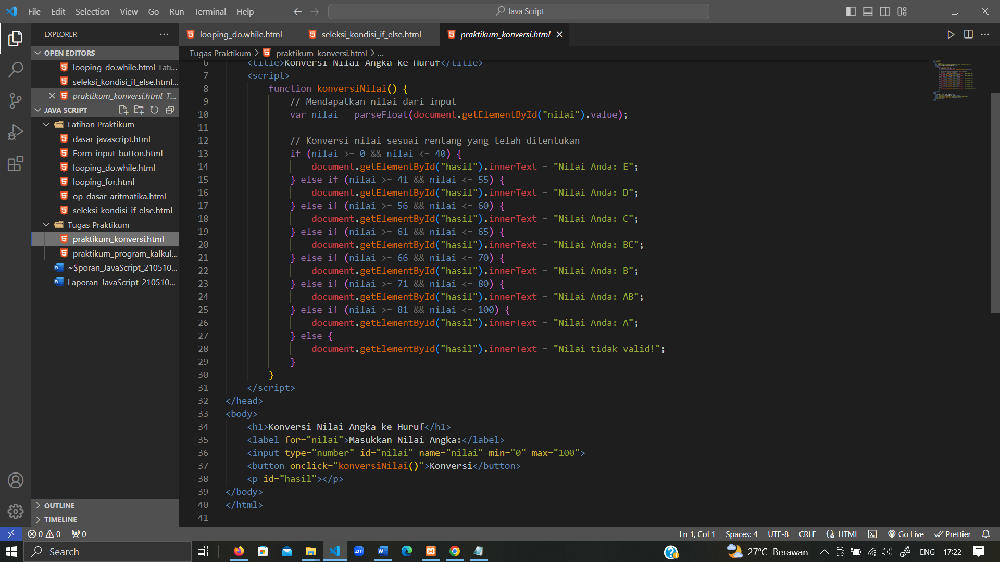 File Edit Selection View Go Run Terminal Help
Java Script
EXPLORER
OPEN EDITORS
looping_do.while.html Lati...
seleksi_kondisi_if_else.html...
praktikum_konversi.html T...
JAVA SCRIPT
Latihan Praktikum
dasar_javascript.html
Form_input-button.html
looping_do.while.html
looping_for.html
op_dasar_aritmatika.html
seleksi_kondisi_if_else.html
Tugas Praktikum
praktikum_konversi.html
praktikum_program_kalkul...
~$poran_JavaScript_210510...
Laporan_JavaScript_210510...
OUTLINE
TIMELINE
looping_do.while.html seleksi_kondisi_if_else.html praktikum_konversi.html
Tugas Praktikum > praktikum_konversi.html > ...
6 <title>Konversi Nilai Angka ke Huruf</title>
7 <script>
8 function konversiNilai() {
9 // Mendapatkan nilai dari input
10 var nilai = parseFloat(document.getElementById("nilai").value);
11
12 // Konversi nilai sesuai rentang yang telah ditentukan
13 if (nilai >= 0 && nilai <= 40) {
14 document.getElementById("hasil").innerText = "Nilai Anda: E";
15 } else if (nilai >= 41 && nilai <= 55) {
16 document.getElementById("hasil").innerText = "Nilai Anda: D";
17 } else if (nilai >= 56 && nilai <= 60) {
18 document.getElementById("hasil").innerText = "Nilai Anda: C";
19 } else if (nilai >= 61 && nilai <= 65) {
20 document.getElementById("hasil").innerText = "Nilai Anda: BC";
21 } else if (nilai >= 66 && nilai <= 70) {
22 document.getElementById("hasil").innerText = "Nilai Anda: B";
23 } else if (nilai >= 71 && nilai <= 80) {
24 document.getElementById("hasil").innerText = "Nilai Anda: AB";
25 } else if (nilai >= 81 && nilai <= 100) {
26 document.getElementById("hasil").innerText = "Nilai Anda: A";
27 } else {
28 document.getElementById("hasil").innerText = "Nilai tidak valid!";
29 }
30 }
31 </script>
32 </head>
33 <body>
34 <h1>Konversi Nilai Angka ke Huruf</h1>
35 <label for="nilai">Masukkan Nilai Angka:</label>
36 <input type="number" id="nilai" name="nilai" min="0" max="100">
37 <button onclick="konversiNilai()">Konversi</button>
38 <p id="hasil"></p>
39 </body>
40 </html>
41
0 0 0 Ln 1, Col 1 Spaces: 4 UTF-8 CRLF HTML Go Live Prettier
Search zm 27°C Berawan ENG 17:22